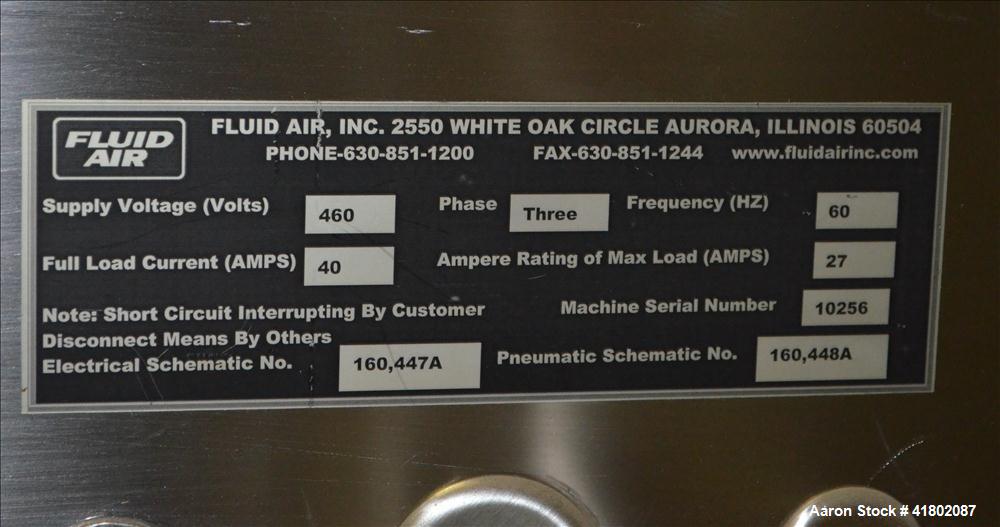 FLUID AIR
FLUID AIR, INC. 2550 WHITE OAK CIRCLE AURORA, ILLINOIS 60504
PHONE-630-851-1200 FAX-630-851-1244 www.fluidairinc.com
Supply Voltage (Volts) 460 Phase Three Frequency (HZ) 60
Full Load Current (AMPS) 40 Ampere Rating of Max Load (AMPS) 27
Note: Short Circuit Interrupting By Customer Machine Serial Number 10256
Disconnect Means By Others
Electrical Schematic No. 160,447A Pneumatic Schematic No. 160,448A
Aaron Stock # 41802087